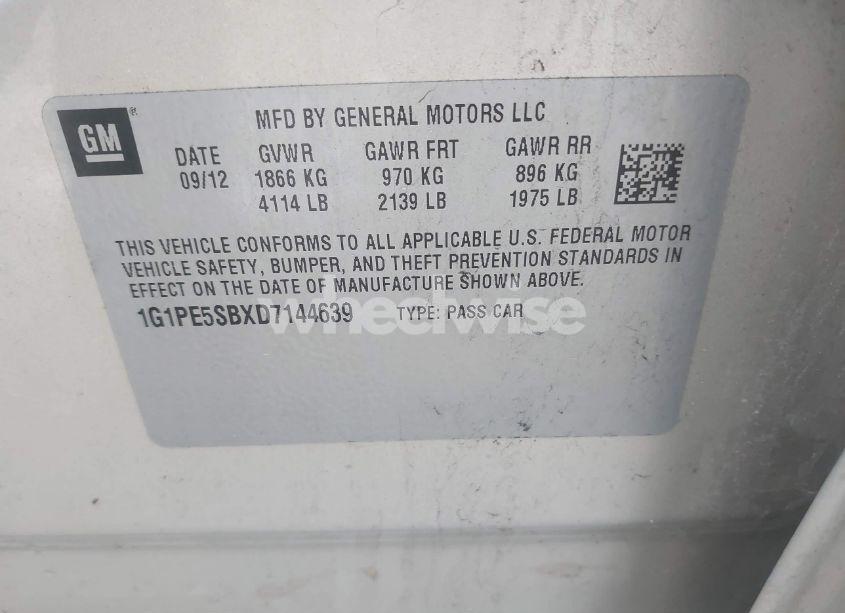 GM®
MFD BY GENERAL MOTORS LLC
DATE GVWR GAWR FRT GAWR RR
09/12 1866 KG 970 KG 896 KG
4114 LB 2139 LB 1975 LB
THIS VEHICLE CONFORMS TO ALL APPLICABLE U.S. FEDERAL MOTOR
VEHICLE SAFETY, BUMPER, AND THEFT PREVENTION STANDARDS IN
EFFECT ON THE DATE OF MANUFACTURE SHOWN ABOVE.
1G1PE5SBXD7144639 TYPE: PASS CAR
wheelwise